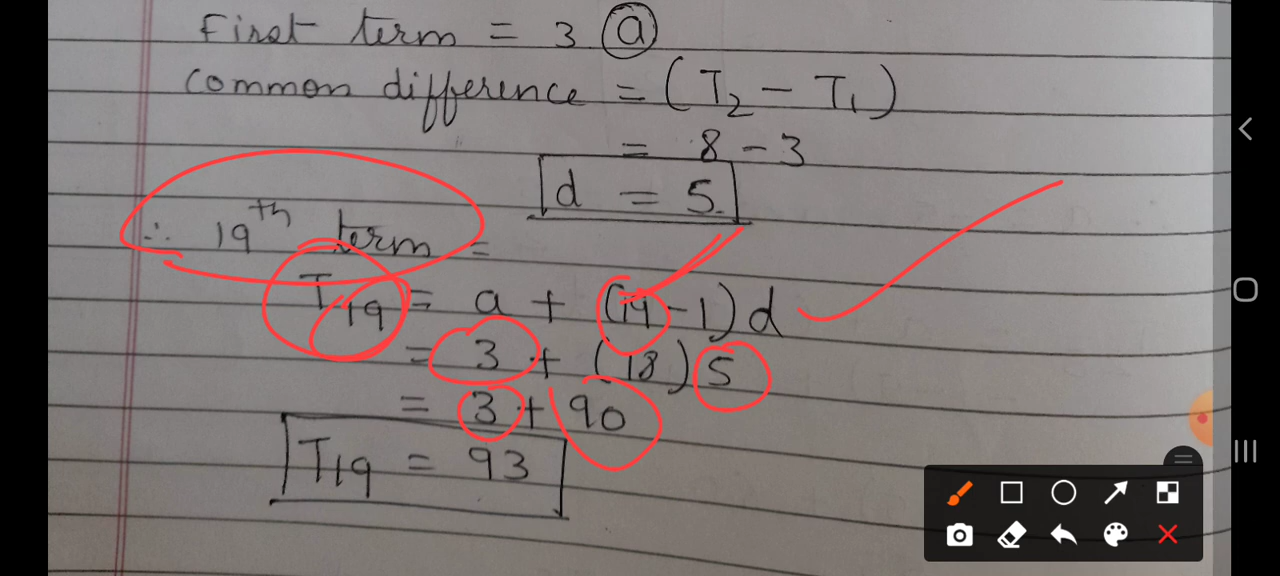 First term = 3 (a)
Common difference = (T₂ - T₁)
= 8 - 3
d = 5
∴ 19th term =
T₁₉ = a + (19-1)d
= 3 + (18)5
= 3 + 90
T₁₉ = 93